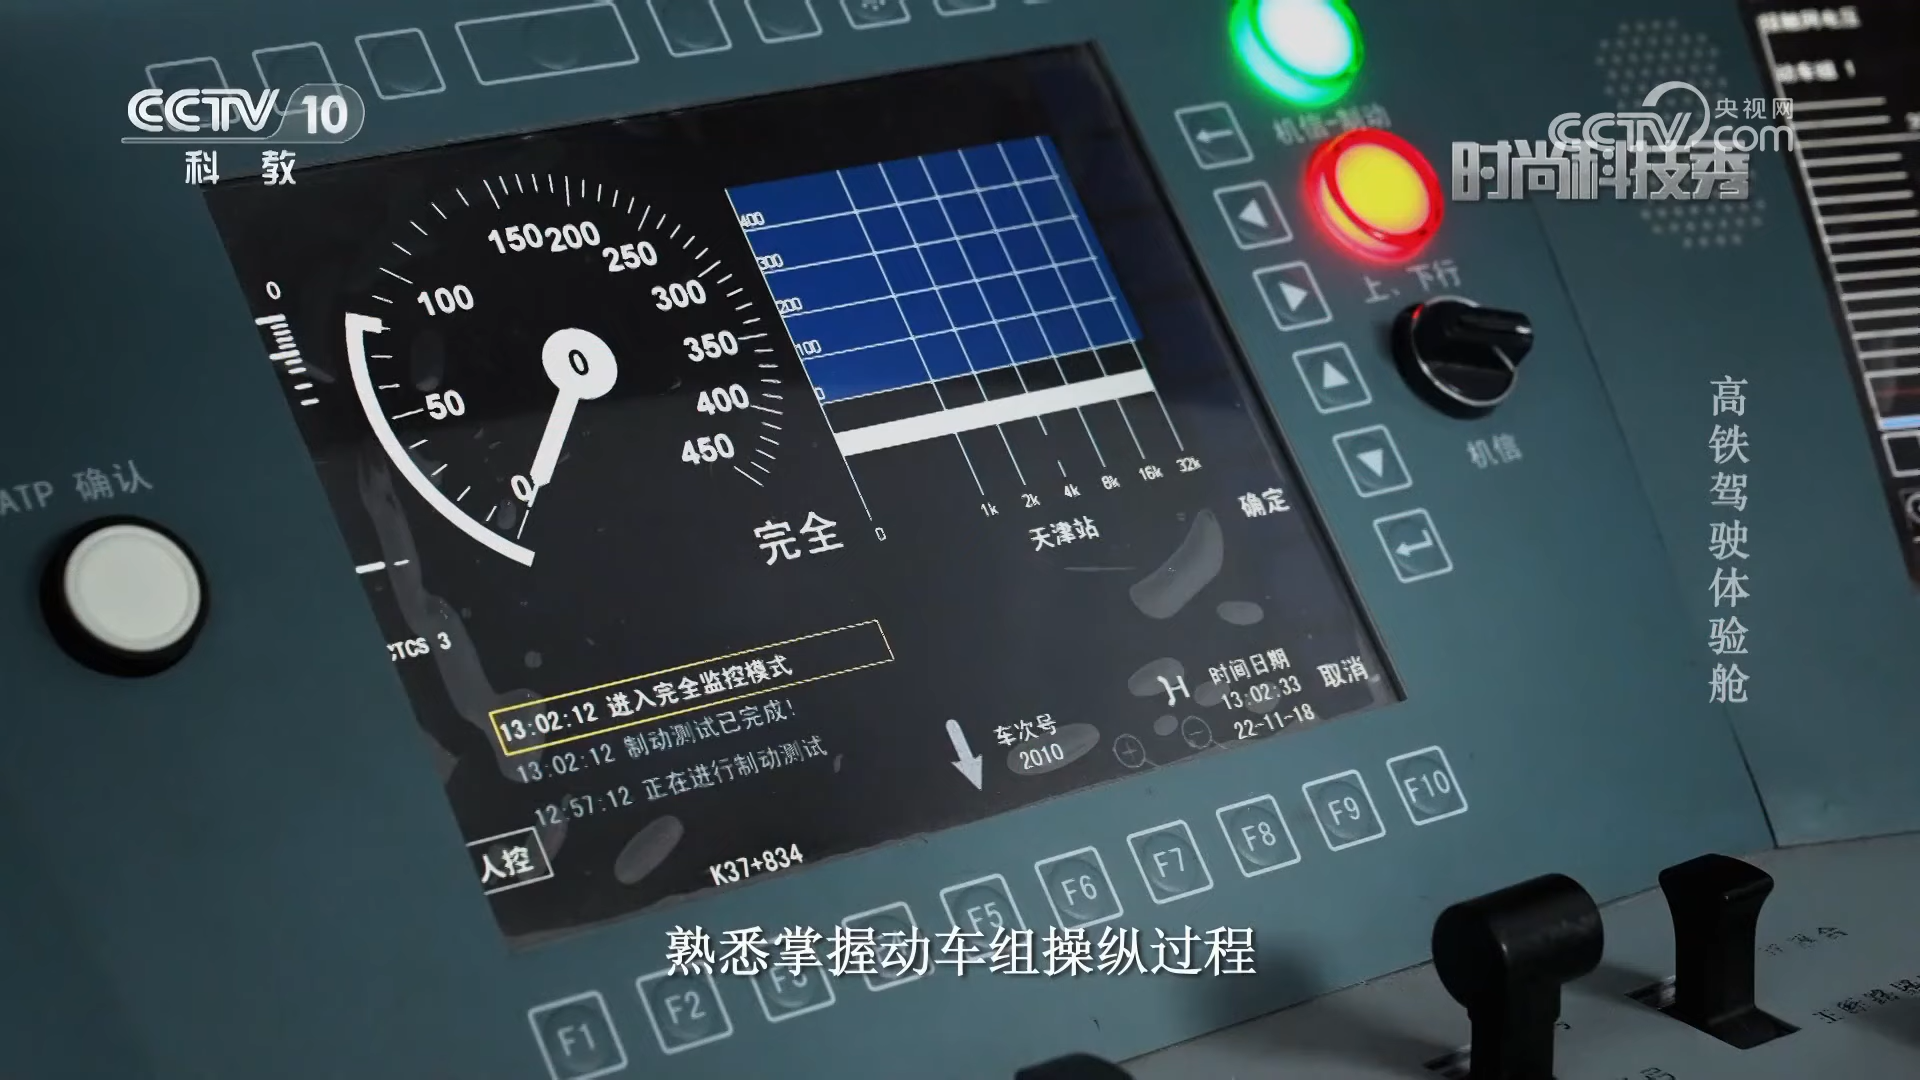 CCTV 10
科 教
央视网
CCTV.com
时尚科技秀
高铁驾驶体验舱
ATP 确认
上、下行
机信
0
50
100
150
200
250
300
350
400
450
0
0
400
300
200
100
0
0
1k
2k
4k
8k
16k
32k
完全
天津站
确定
CTCS 3
13:02:12 进入完全监控模式
13:02:12 制动测试已完成!
12:57:12 正在进行制动测试
车次号
2010
时间日期
13:02:33
22-11-18
取消
人控
K37+834
F1
F2
F3
F5
F6
F7
F8
F9
F10
熟悉掌握动车组操纵过程